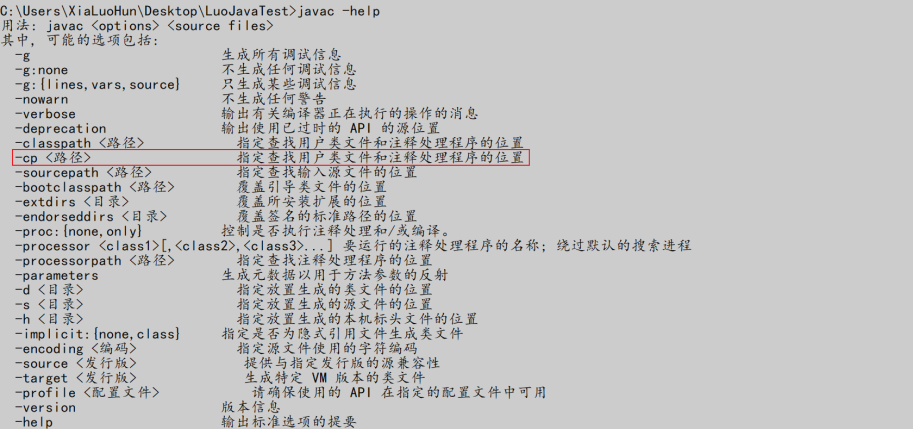 C:\Users\XiaLuoHun\Desktop\LuoJavaTest>javac -help
用法: javac <options> <source files>
其中, 可能的选项包括:
-g 生成所有调试信息
-g:none 不生成任何调试信息
-g:{lines,vars,source} 只生成某些调试信息
-nowarn 不生成任何警告
-verbose 输出有关编译器正在执行的操作的消息
-deprecation 输出使用已过时的 API 的源位置
-classpath <路径> 指定查找用户类文件和注释处理程序的位置
-cp <路径> 指定查找用户类文件和注释处理程序的位置
-sourcepath <路径> 指定查找输入源文件的位置
-bootclasspath <路径> 覆盖引导类文件的位置
-extdirs <目录> 覆盖所安装扩展的位置
-endorseddirs <目录> 覆盖签名的标准路径的位置
-proc:{none,only} 控制是否执行注释处理和/或编译。
-processor <class1>[,<class2>,<class3>...] 要运行的注释处理程序的名称; 绕过默认的搜索进程
-processorpath <路径> 指定查找注释处理程序的位置
-parameters 生成元数据以用于方法参数的反射
-d <目录> 指定放置生成的类文件的位置
-s <目录> 指定放置生成的源文件的位置
-h <目录> 指定放置生成的本机标头文件的位置
-implicit:{none,class} 指定是否为隐式引用文件生成类文件
-encoding <编码> 指定源文件使用的字符编码
-source <发行版> 提供与指定发行版的源兼容性
-target <发行版> 生成特定 VM 版本的类文件
-profile <配置文件> 请确保使用的 API 在指定的配置文件中可用
-version 版本信息
-help 输出标准选项的提要